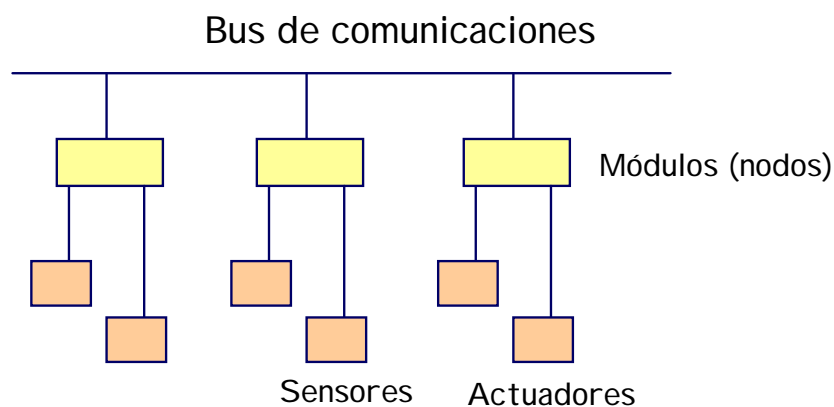 Bus de comunicaciones
Módulos (nodos)
Sensores
Actuadores